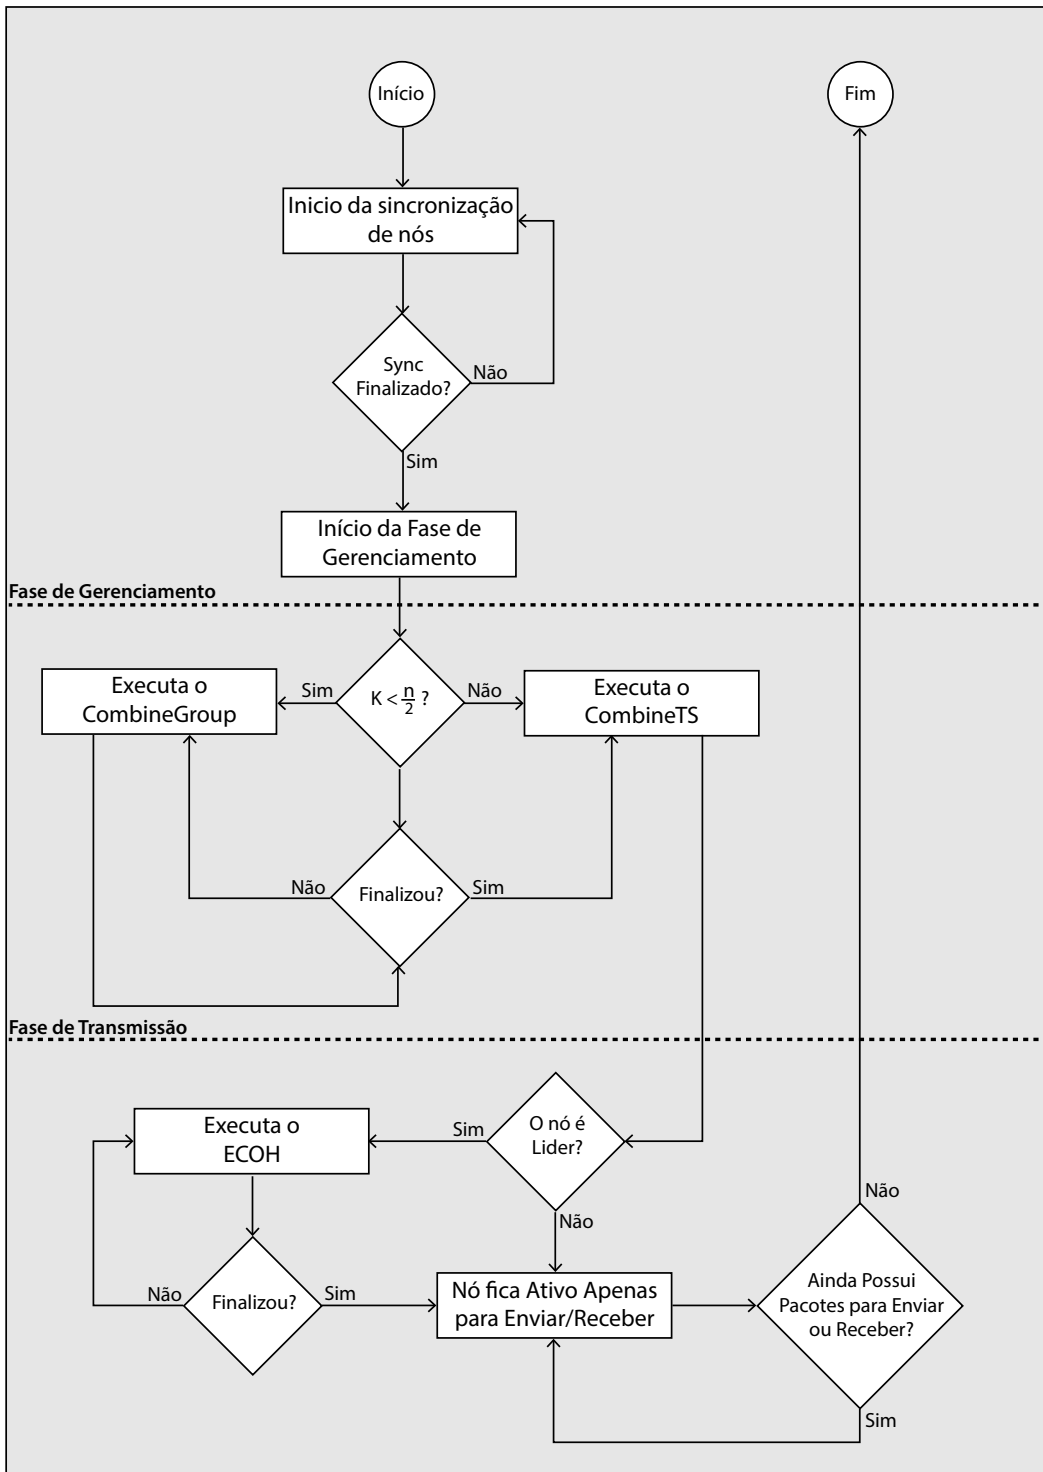 Início
Fim
Inicio da sincronização
de nós
Sync
Finalizado?
Não
Sim
Início da Fase de
Gerenciamento
Fase de Gerenciamento
Executa o
CombineGroup
Sim
K < n/2 ?
Não
Executa o
CombineTS
Não
Finalizou?
Sim
Fase de Transmissão
Executa o
ECOH
Sim
O nó é
Lider?
Não
Não
Finalizou?
Sim
Nó fica Ativo Apenas
para Enviar/Receber
Não
Ainda Possui
Pacotes para Enviar
ou Receber?
Sim